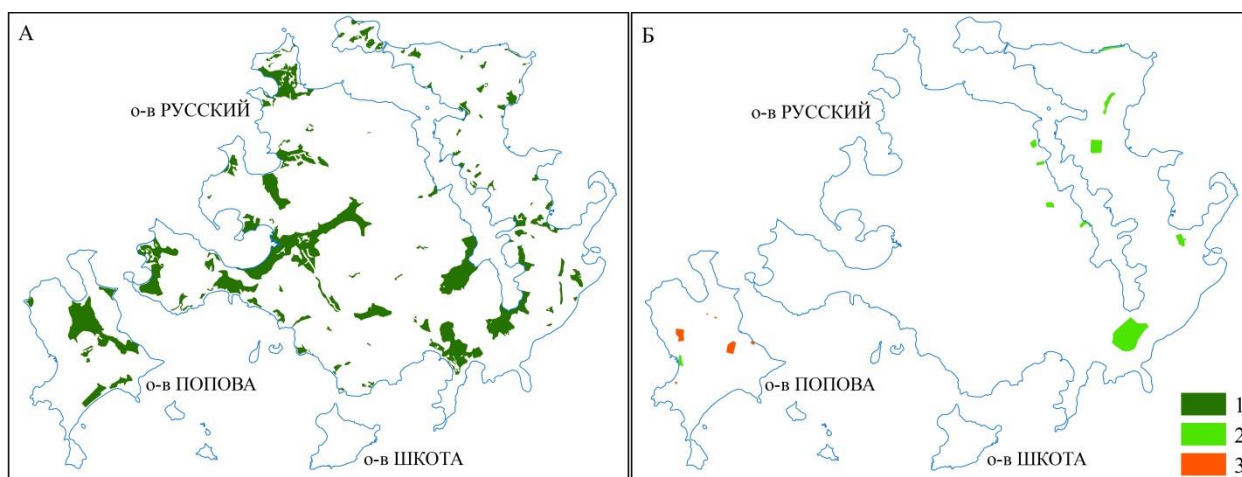 А
о-в РУССКИЙ
о-в ПОПОВА
о-в ШКОТА
Б
о-в РУССКИЙ
о-в ПОПОВА
о-в ШКОТА
1
2
3